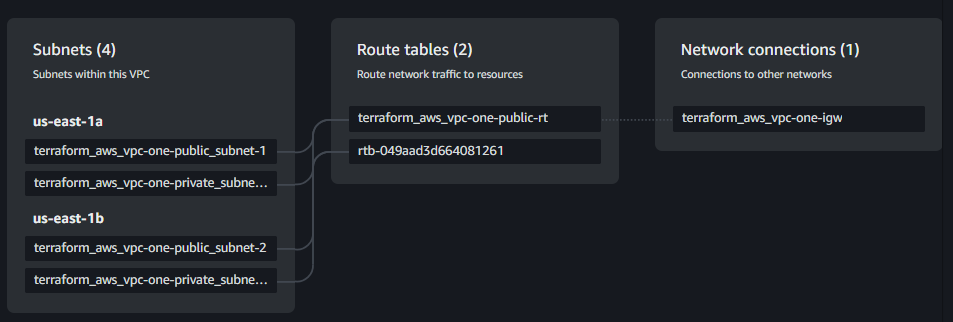 Subnets (4)
Subnets within this VPC
us-east-1a
terraform_aws_vpc-one-public_subnet-1
terraform_aws_vpc-one-private_subne...
us-east-1b
terraform_aws_vpc-one-public_subnet-2
terraform_aws_vpc-one-private_subne...
Route tables (2)
Route network traffic to resources
terraform_aws_vpc-one-public-rt
rtb-049aad3d664081261
Network connections (1)
Connections to other networks
terraform_aws_vpc-one-igw